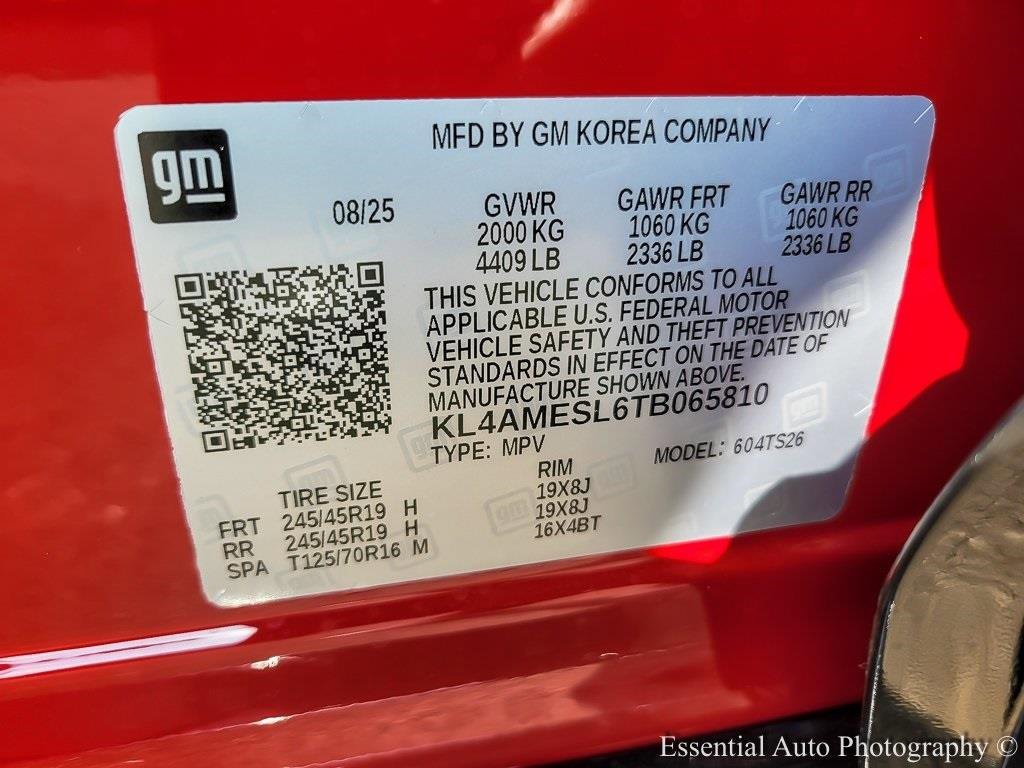 gm
MFD BY GM KOREA COMPANY
08/25
GVWR GAWR FRT GAWR RR
2000 KG 1060 KG 1060 KG
4409 LB 2336 LB 2336 LB
THIS VEHICLE CONFORMS TO ALL
APPLICABLE U.S. FEDERAL MOTOR
VEHICLE SAFETY AND THEFT PREVENTION
STANDARDS IN EFFECT ON THE DATE OF
MANUFACTURE SHOWN ABOVE.
KL4AMESL6TB065810
TYPE: MPV MODEL: 604TS26
TIRE SIZE RIM
FRT 245/45R19 H 19X8J
RR 245/45R19 H 19X8J
SPA T125/70R16 M 16X4BT
Essential Auto Photography ©